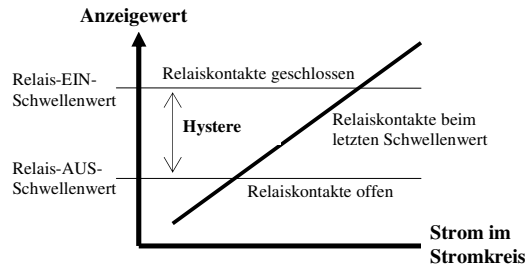 Anzeigewert
Relais-EIN-
Schwellenwert
Relaiskontakte geschlossen
Hystere
Relaiskontakte beim
letzten Schwellenwert
Relais-AUS-
Schwellenwert
Relaiskontakte offen
Strom im
Stromkreis